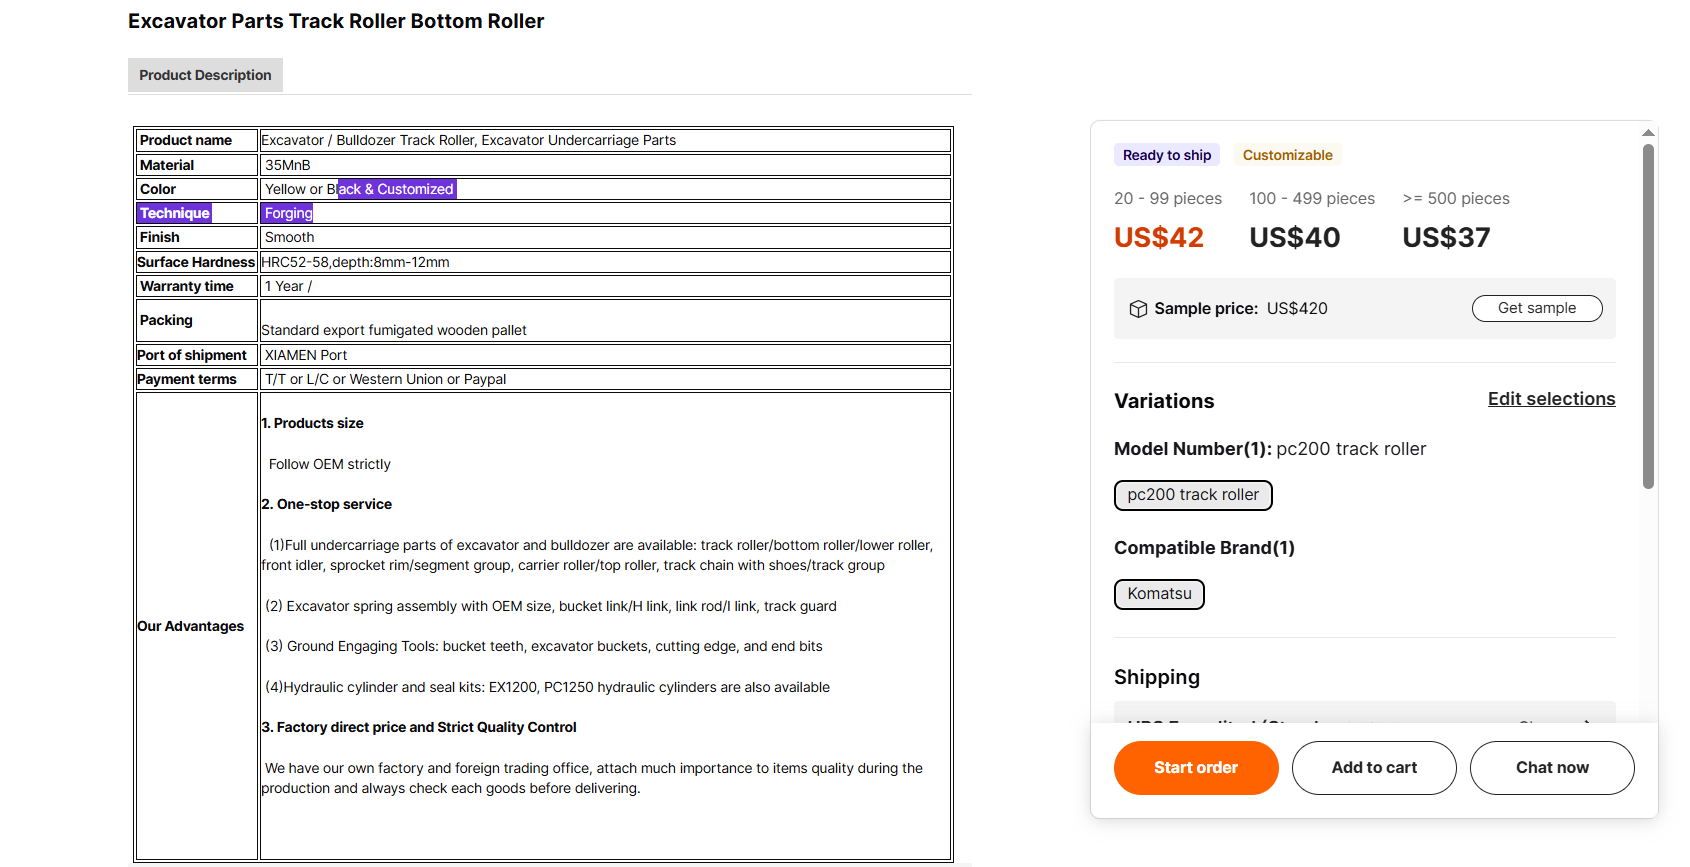 Excavator Parts Track Roller Bottom Roller
Product Description
Product name Excavator / Bulldozer Track Roller, Excavator Undercarriage Parts
Material 35MnB
Color Yellow or Black & Customized
Technique Forging
Finish Smooth
Surface Hardness HRC52-58,depth:8mm-12mm
Warranty time 1 Year /
Packing Standard export fumigated wooden pallet
Port of shipment XIAMEN Port
Payment terms T/T or L/C or Western Union or Paypal
Our Advantages
1. Products size
Follow OEM strictly
2. One-stop service
(1)Full undercarriage parts of excavator and bulldozer are available: track roller/bottom roller/lower roller,
front idler, sprocket rim/segment group, carrier roller/top roller, track chain with shoes/track group
(2) Excavator spring assembly with OEM size, bucket link/H link, link rod/I link, track guard
(3) Ground Engaging Tools: bucket teeth, excavator buckets, cutting edge, and end bits
(4)Hydraulic cylinder and seal kits: EX1200, PC1250 hydraulic cylinders are also available
3. Factory direct price and Strict Quality Control
We have our own factory and foreign trading office, attach much importance to items quality during the
production and always check each goods before delivering.
Ready to ship Customizable
20 - 99 pieces 100 - 499 pieces >= 500 pieces
US$42 US$40 US$37
Sample price: US$420 Get sample
Variations Edit selections
Model Number(1): pc200 track roller
pc200 track roller
Compatible Brand(1)
Komatsu
Shipping
Start order Add to cart Chat now